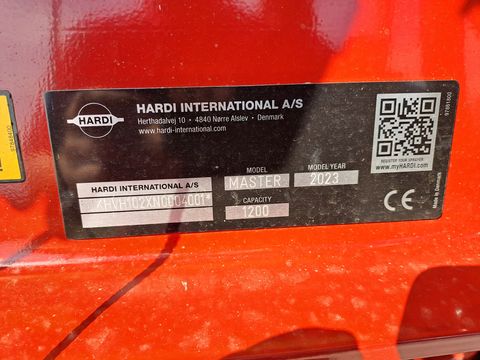 HARDI
HARDI INTERNATIONAL A/S
Herthadalvej 10 • 4840 Nørre Alslev • Denmark
www.hardi-international.com
97881600
REGISTER YOUR SPRAYER
www.myHARDI.com
HARDI INTERNATIONAL A/S
MODEL
MODEL YEAR
MASTER
2023
CAPACITY
1200
CE
Made in Denmark